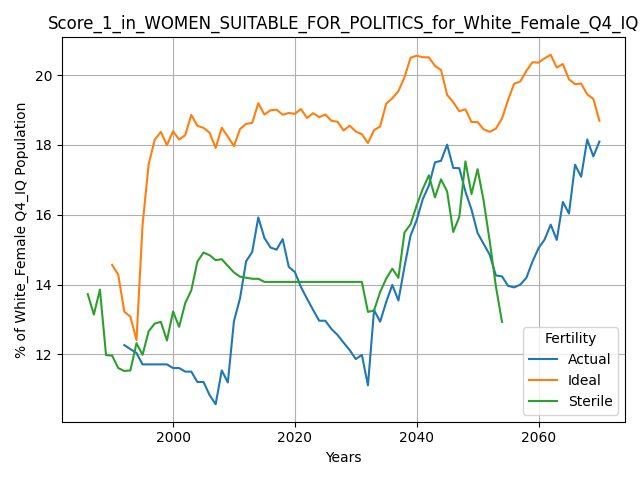 Score_1_in_WOMEN_SUITABLE_FOR_POLITICS_for_White_Female_Q4_IQ
% of White_Female Q4_IQ Population
20
18
16
14
12
2000
2020
2040
2060
Years
Fertility
Actual
Ideal
Sterile